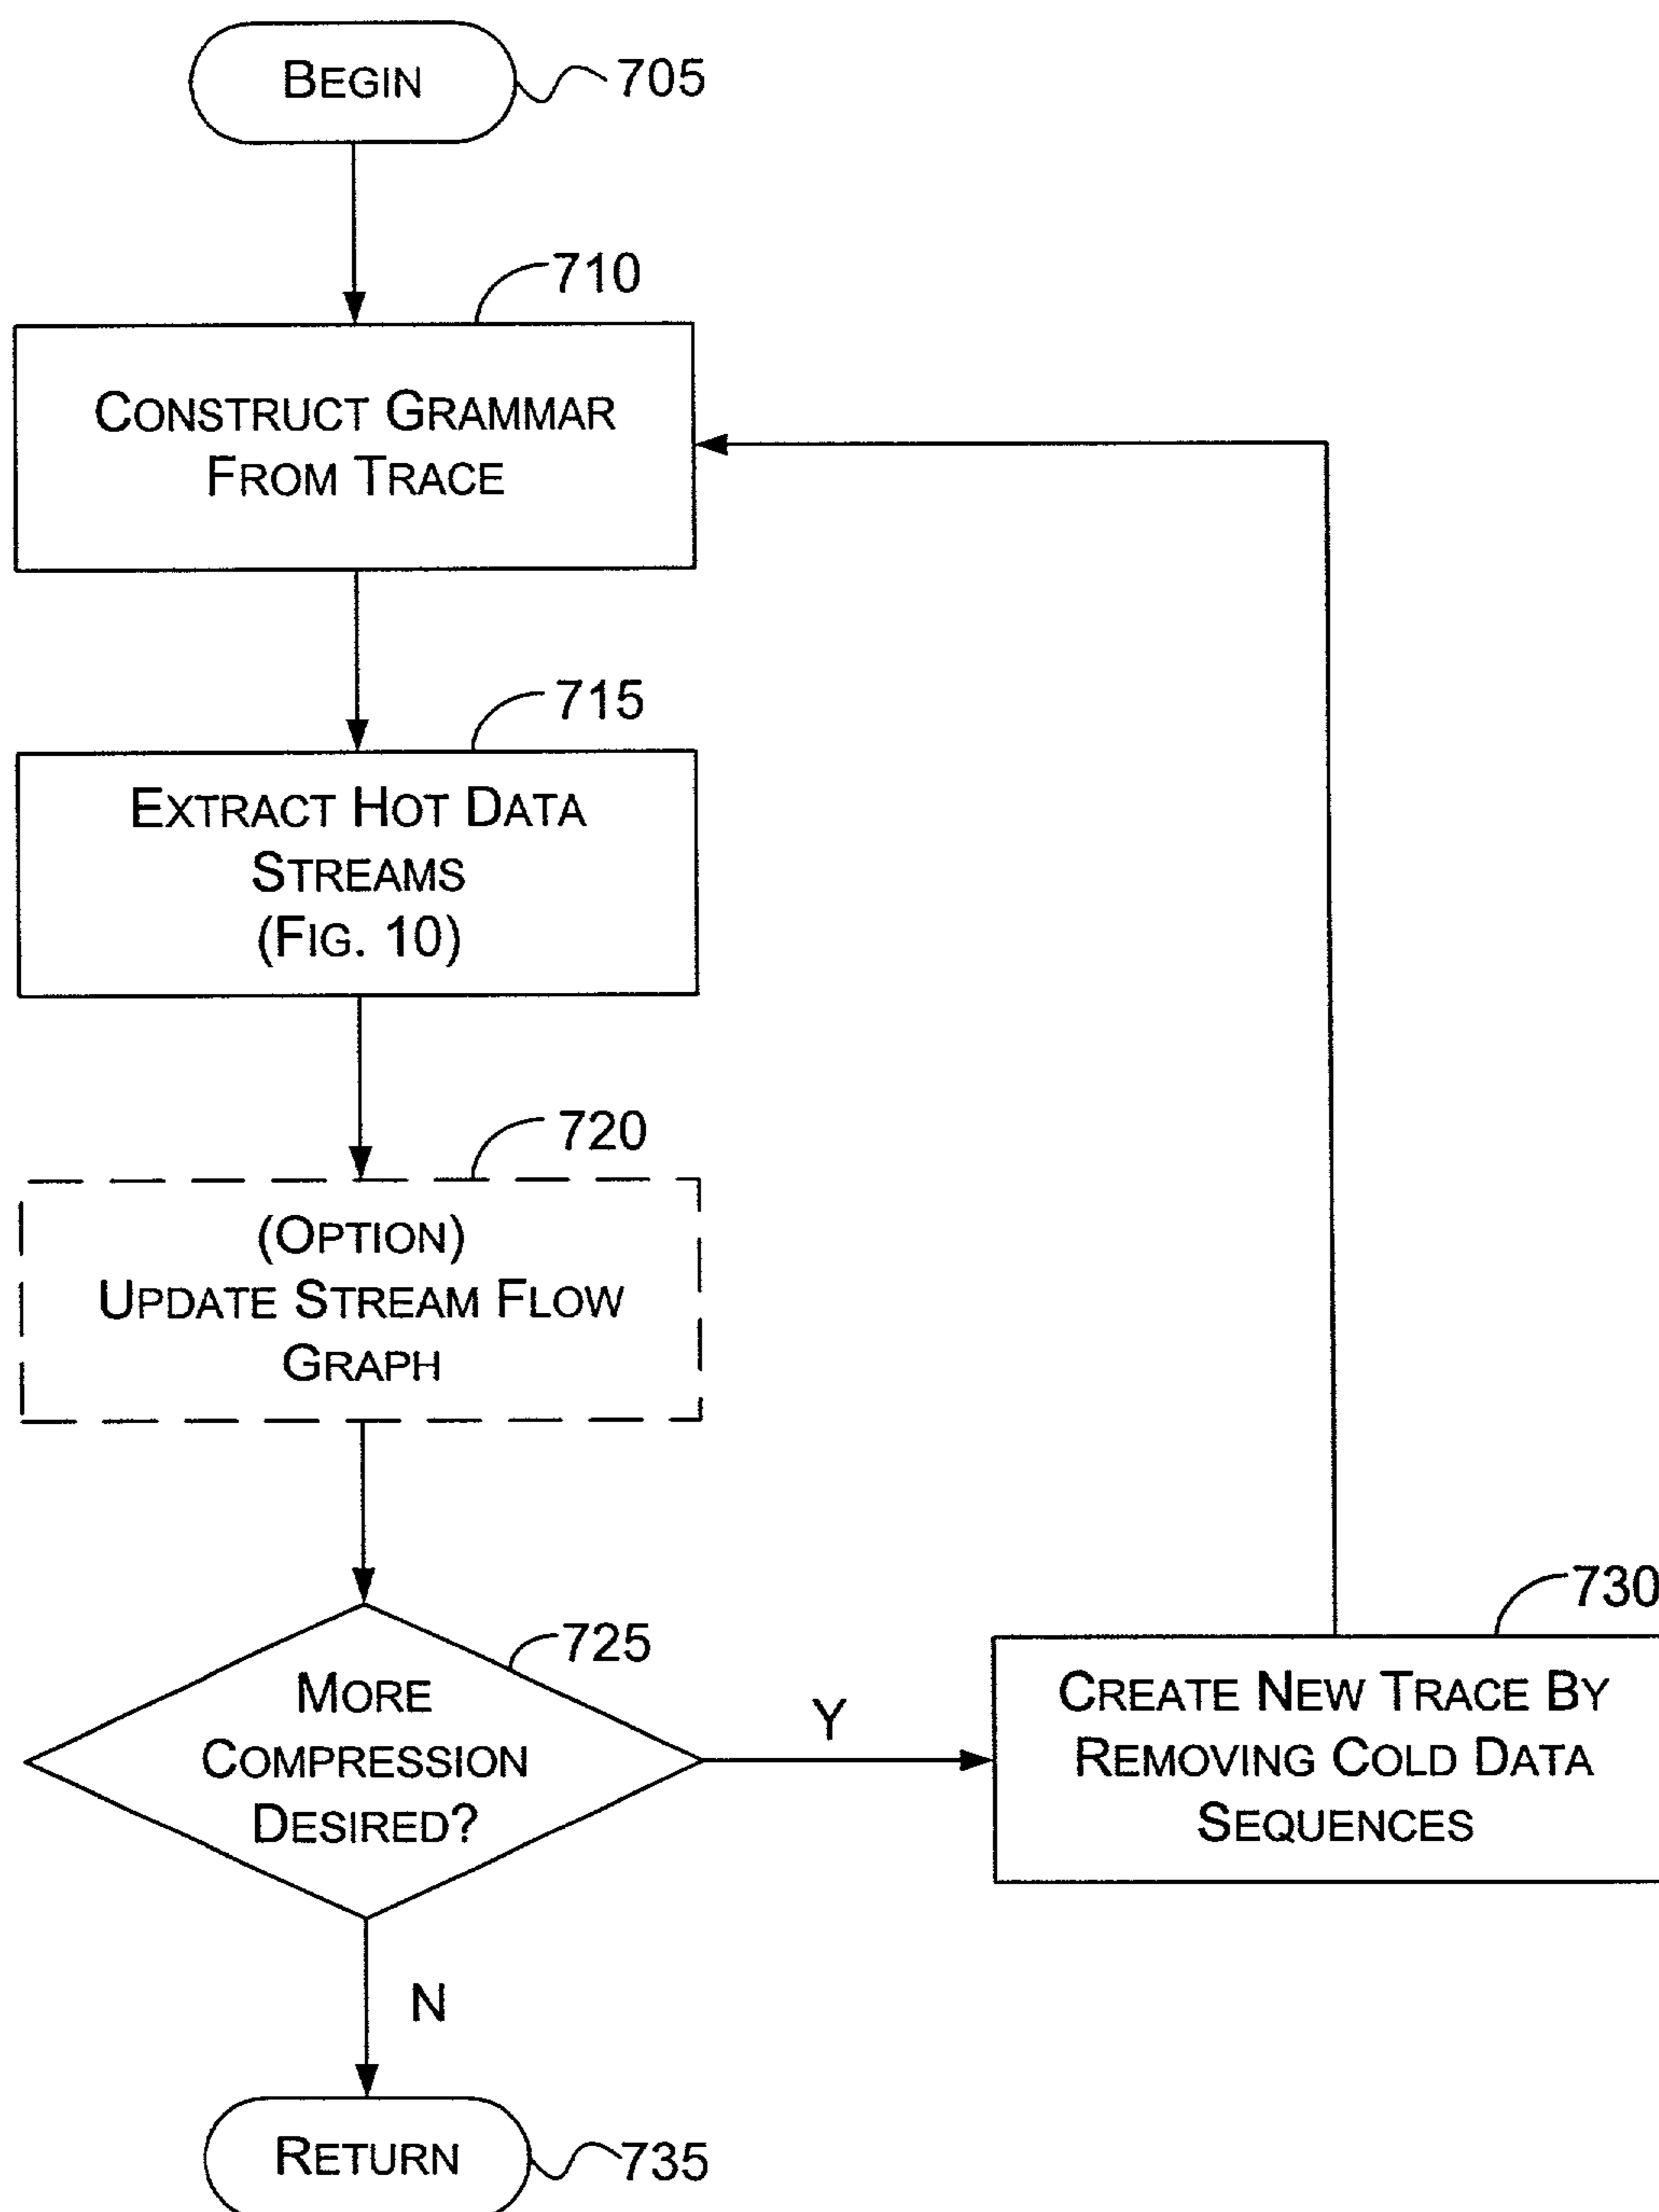 BEGIN
705
710
CONSTRUCT GRAMMAR
FROM TRACE
715
EXTRACT HOT DATA
STREAMS
(FIG. 10)
720
(OPTION)
UPDATE STREAM FLOW
GRAPH
725
MORE
COMPRESSION
DESIRED?
Y
730
CREATE NEW TRACE BY
REMOVING COLD DATA
SEQUENCES
N
RETURN
735